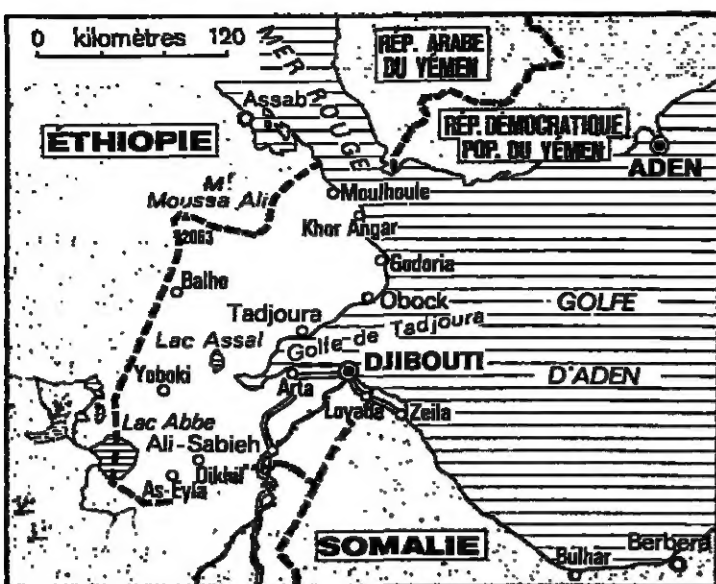 0 kilomètres 120
MER ROUGE
RÉP. ARABE
DU YÉMEN
Assab
ÉTHIOPIE
RÉP. DÉMOCRATIQUE
POP. DU YÉMEN
ADEN
Mt
Moussa Ali
2063
Moulhoule
Khor Angar
Godoria
Balho
Obock
GOLFE
D'ADEN
Tadjoura
Golfe de Tadjoura
Lac Assal
DJIBOUTI
Arta
Yoboki
Loyada
Zeila
Lac Abbe
Ali-Sabieh
Dikhil
As-Eyla
SOMALIE
Bulhar
Berbera